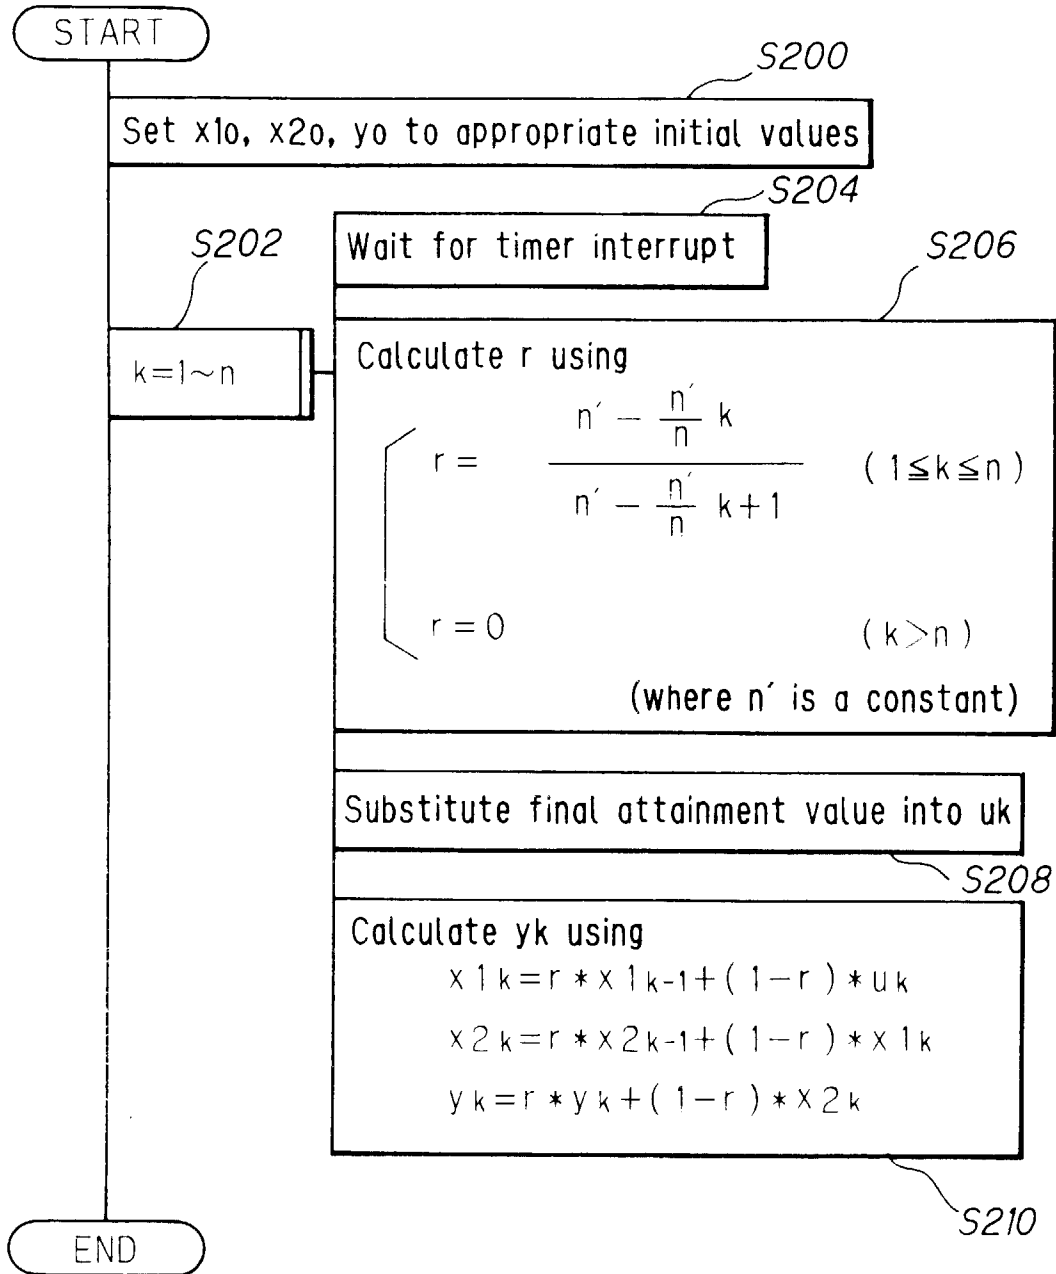 START
S200
Set x1o, x2o, yo to appropriate initial values
S204
Wait for timer interrupt
S202
k=1~n
S206
Calculate r using
r = (n′ - n′/n k) / (n′ - n′/n k+1) (1≦k≦n)
r = 0 (k>n)
(where n′ is a constant)
Substitute final attainment value into uk
S208
Calculate yk using
x1k=r*x1k-1+(1-r)*uk
x2k=r*x2k-1+(1-r)*x1k
yk=r*yk+(1-r)*x2k
S210
END